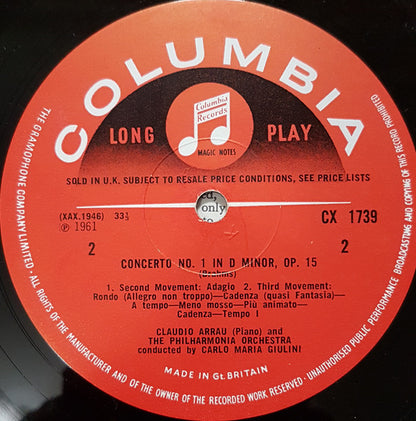 COLUMBIA
LONG PLAY
Columbia
Records
MAGIC NOTES
SOLD IN U.K. SUBJECT TO RESALE PRICE CONDITIONS, SEE PRICE LISTS
(XAX.1946) 33⅓
℗ 1961
CX 1739
only
2
2
CONCERTO NO. 1 IN D MINOR, OP. 15
(Brahms)
1. Second Movement: Adagio 2. Third Movement:
Rondo (Allegro non troppo)—Cadenza (quasi Fantasia)—
A tempo—Meno mosso—Più animato—
Cadenza—Tempo I
CLAUDIO ARRAU (Piano) and
THE PHILHARMONIA ORCHESTRA
conducted by CARLO MARIA GIULINI
MADE IN Gt. BRITAIN
THE GRAMOPHONE COMPANY LIMITED · ALL RIGHTS OF THE MANUFACTURER AND OF THE OWNER OF THE RECORDED WORK RESERVED · UNAUTHORISED PUBLIC PERFORMANCE BROADCASTING AND COPYING OF THIS RECORD PROHIBITED